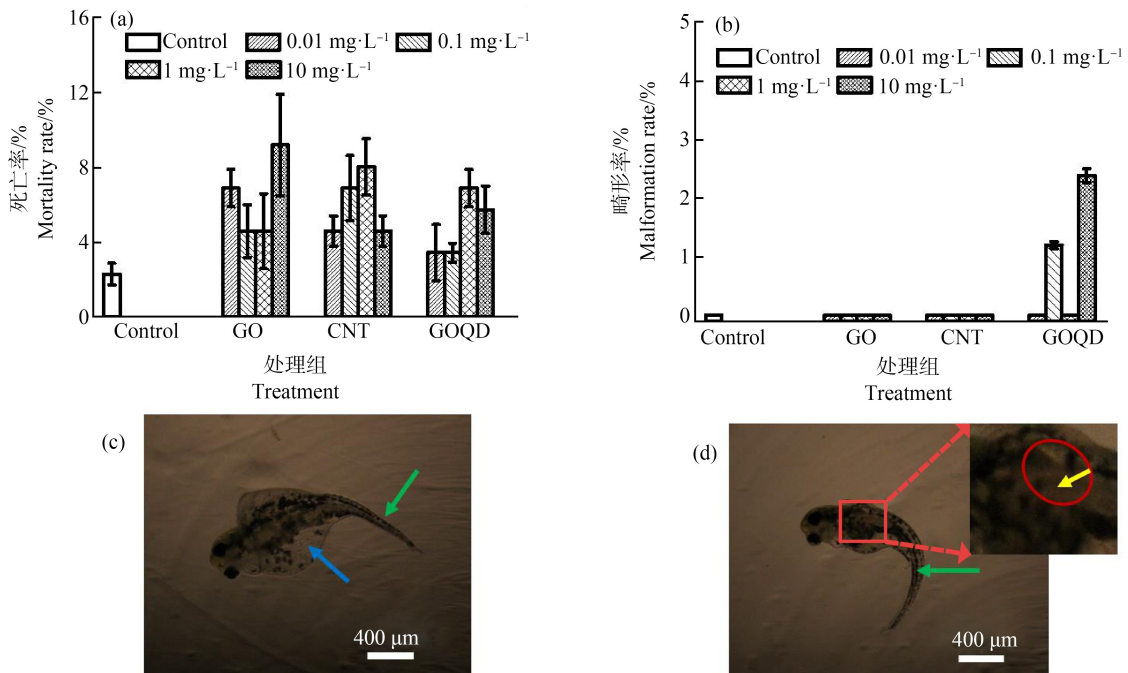 (a)
16
12
8
4
0
死亡率/%
Mortality rate/%
Control 0.01 mg·L⁻¹ 0.1 mg·L⁻¹
1 mg·L⁻¹ 10 mg·L⁻¹
Control GO CNT GOQD
处理组
Treatment
(b)
5
4
3
2
1
0
畸形率/%
Malformation rate/%
Control 0.01 mg·L⁻¹ 0.1 mg·L⁻¹
1 mg·L⁻¹ 10 mg·L⁻¹
Control GO CNT GOQD
处理组
Treatment
(c)
400 μm
(d)
400 μm